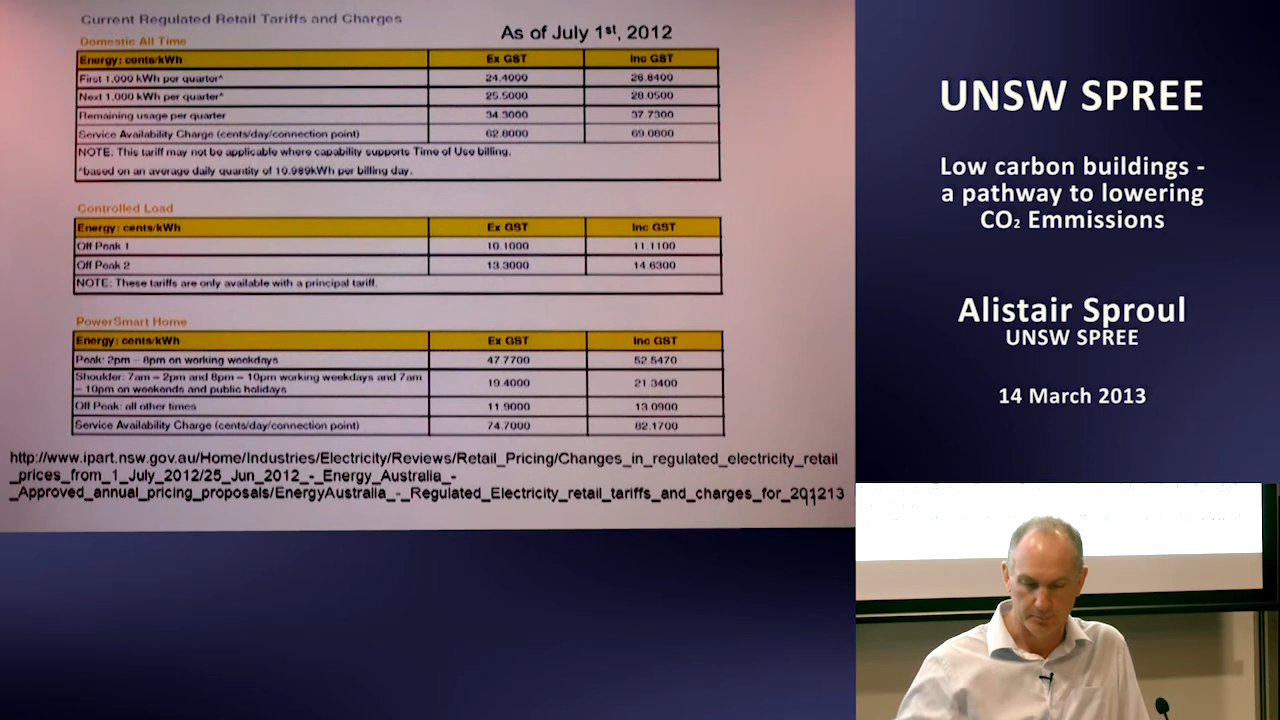 Current Regulated Retail Tariffs and Charges
As of July 1st, 2012
Domestic All Time
Energy: cents/kWh Ex GST Inc GST
First 1,000 kWh per quarter^ 24.4000 26.8400
Next 1,000 kWh per quarter^ 25.5000 28.0500
Remaining usage per quarter 34.3000 37.7300
Service Availability Charge (cents/day/connection point) 62.8000 69.0800
NOTE: This tariff may not be applicable where capability supports Time of Use billing.
^based on an average daily quantity of 10.989kWh per billing day.
Controlled Load
Energy: cents/kWh Ex GST Inc GST
Off Peak 1 10.1000 11.1100
Off Peak 2 13.3000 14.6300
NOTE: These tariffs are only available with a principal tariff.
PowerSmart Home
Energy: cents/kWh Ex GST Inc GST
Peak: 2pm – 8pm on working weekdays 47.7700 52.5470
Shoulder: 7am – 2pm and 8pm – 10pm working weekdays and 7am
– 10pm on weekends and public holidays 19.4000 21.3400
Off Peak: all other times 11.9000 13.0900
Service Availability Charge (cents/day/connection point) 74.7000 82.1700
http://www.ipart.nsw.gov.au/Home/Industries/Electricity/Reviews/Retail_Pricing/Changes_in_regulated_electricity_retail
_prices_from_1_July_2012/25_Jun_2012_-_Energy_Australia_-
_Approved_annual_pricing_proposals/EnergyAustralia_-_Regulated_Electricity_retail_tariffs_and_charges_for_201213
11
UNSW SPREE
Low carbon buildings -
a pathway to lowering
CO₂ Emmissions
Alistair Sproul
UNSW SPREE
14 March 2013